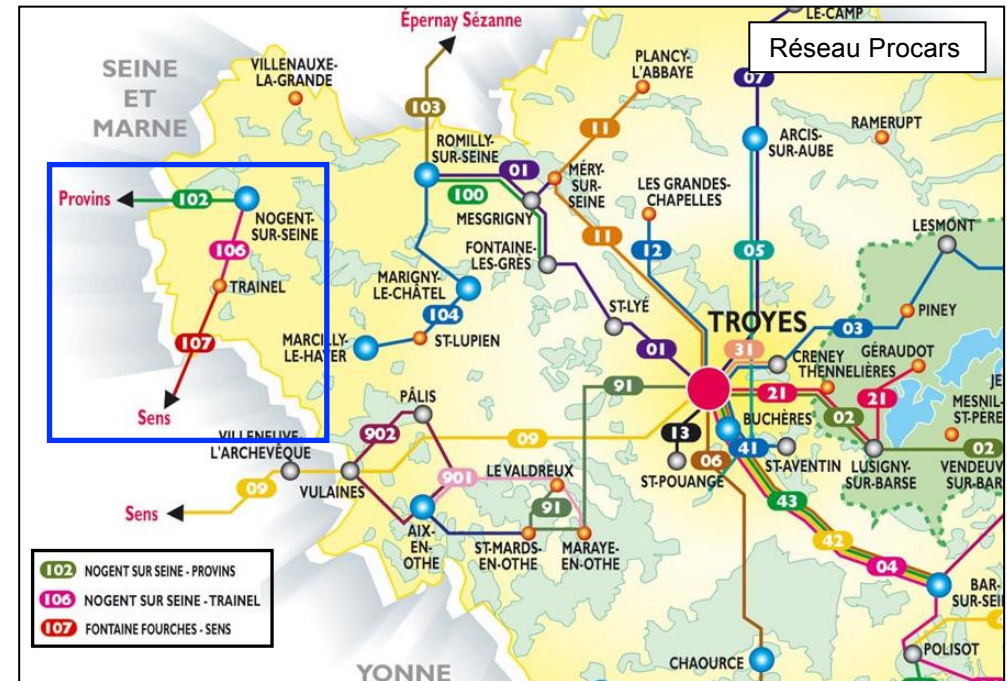 Épernay Sézanne
LE-CAMP
Réseau Procars
SEINE
ET
MARNE
VILLENAUXE-
LA-GRANDE
PLANCY-
L'ABBAYE
07
103
11
ARCIS-
SUR-AUBE
RAMERUPT
ROMILLY-
SUR-SEINE
01
100
MÉRY-
SUR-
SEINE
LES GRANDES-
CHAPELLES
Provins
102
MESGRIGNY
NOGENT-
SUR-SEINE
106
11
12
05
LESMONT
FONTAINE-
LES-GRÈS
TRAINEL
MARIGNY-
LE-CHÂTEL
104
ST-LYÉ
TROYES
PINEY
03
107
MARCILLY-
LE-HAYER
ST-LUPIEN
01
31
CRENEY
THENNELIÈRES
GÉRAUDOT
91
21
21
MESNIL-
ST-PÈRE
PÂLIS
Sens
BUCHÈRES
02
902
09
13
41
02
VILLENEUVE-
L'ARCHEVÊQUE
06
ST-AVENTIN
LUSIGNY-
SUR-BARSE
VENDEUV
SUR-BAR
LE VALDREUX
901
ST-POUANGE
09
VULAINES
91
43
Sens
AIX-
EN-
OTHE
ST-MARDS-
EN-OTHE
MARAYE-
EN-OTHE
42
04
BAR-
SUR-SEI
102 NOGENT SUR SEINE - PROVINS
106 NOGENT SUR SEINE - TRAINEL
107 FONTAINE FOURCHES - SENS
POLISOT
YONNE
CHAOURCE